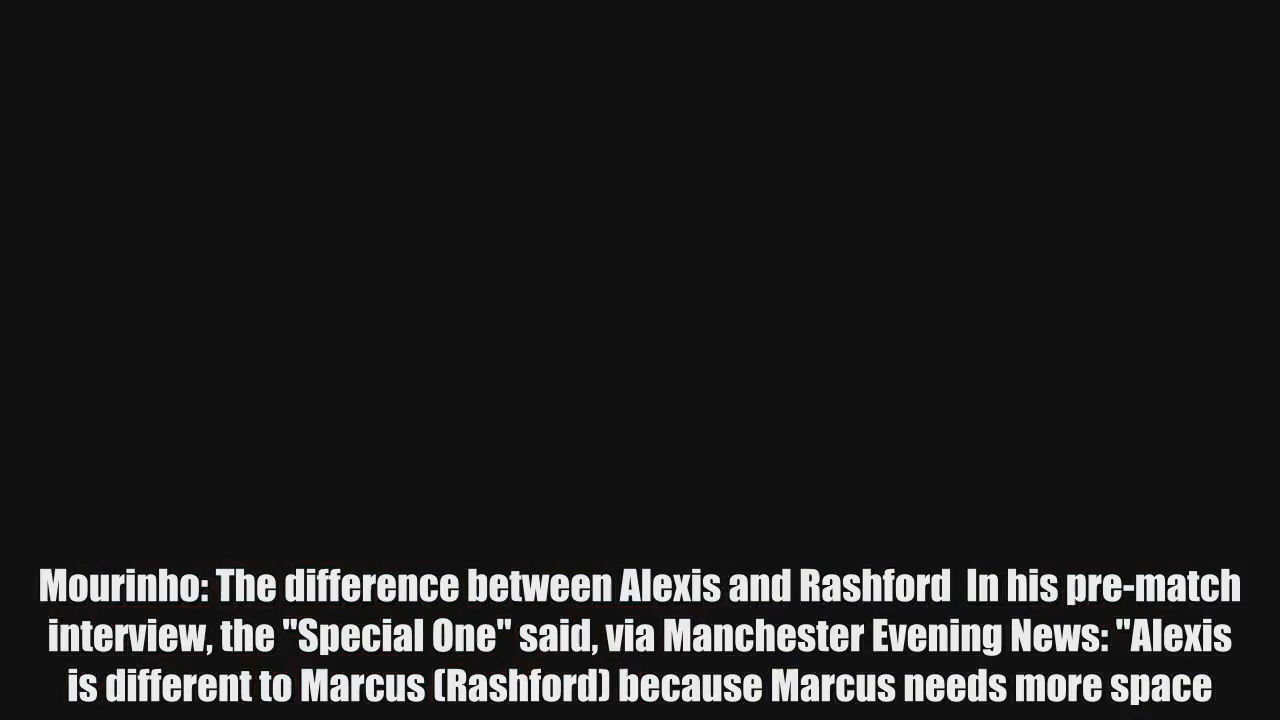 Mourinho: The difference between Alexis and Rashford  In his pre-match
interview, the "Special One" said, via Manchester Evening News: "Alexis
is different to Marcus (Rashford) because Marcus needs more space